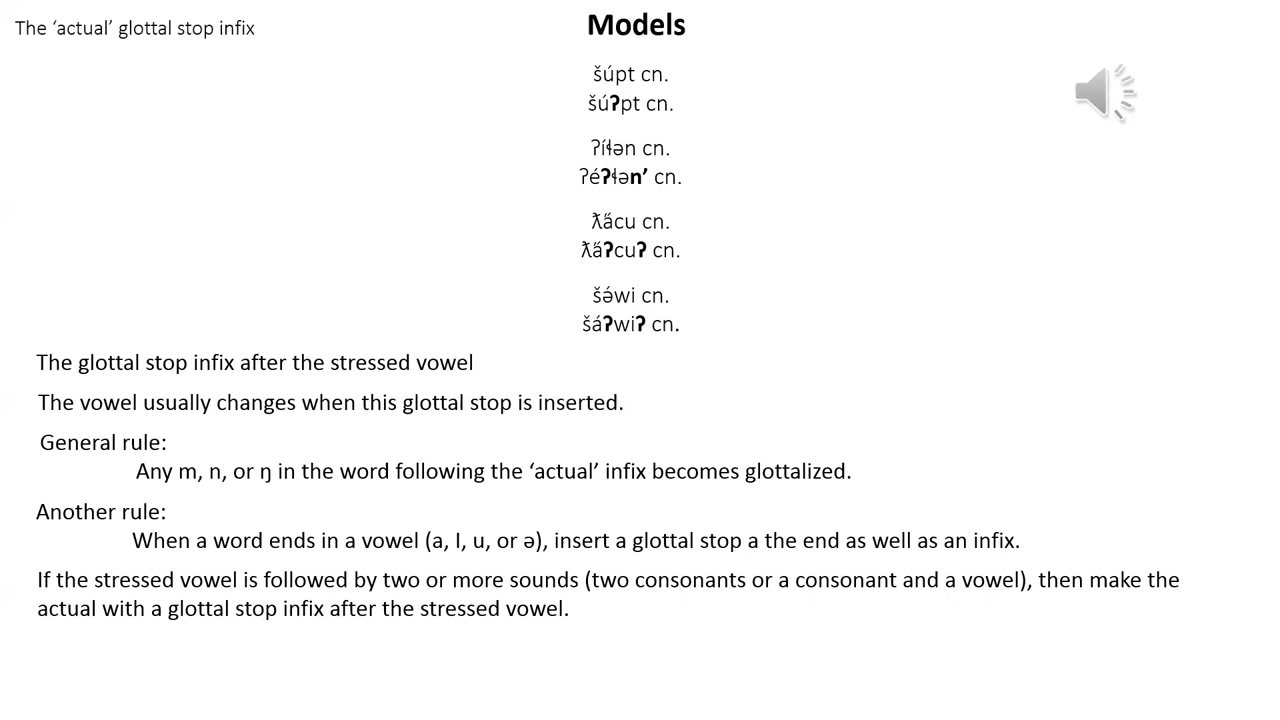 The ‘actual’ glottal stop infix
Models
šúpt cn.
šúʔpt cn.
ʔíɬən cn.
ʔéʔɬən̕ cn.
ƛ̕a̋cu cn.
ƛ̕a̋ʔcuʔ cn.
šə́wi cn.
šáʔwiʔ cn.
The glottal stop infix after the stressed vowel
The vowel usually changes when this glottal stop is inserted.
General rule:
Any m, n, or ŋ in the word following the ‘actual’ infix becomes glottalized.
Another rule:
When a word ends in a vowel (a, I, u, or ə), insert a glottal stop a the end as well as an infix.
If the stressed vowel is followed by two or more sounds (two consonants or a consonant and a vowel), then make the
actual with a glottal stop infix after the stressed vowel.